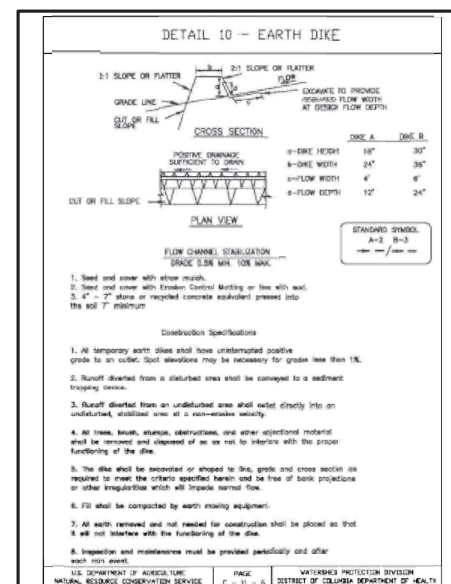 DETAIL 10 - EARTH DIKE
2:1 SLOPE OR FLATTER
b
2:1 SLOPE OR FLATTER
FLOW
GRADE LINE
EXCAVATE TO PROVIDE
REQUIRED FLOW WIDTH
AT DESIGN FLOW DEPTH
CUT OR FILL
SLOPE
CROSS SECTION
DIKE A DIKE B
a-DIKE HEIGHT 18" 30"
b-DIKE WIDTH 24" 36"
c-FLOW WIDTH 4' 6'
d-FLOW DEPTH 12" 24"
POSITIVE DRAINAGE
SUFFICIENT TO DRAIN
CUT OR FILL SLOPE
PLAN VIEW
STANDARD SYMBOL
A-2 B-3
FLOW CHANNEL STABILIZATION
GRADE 0.5% MIN. 10% MAX.
1. Seed and cover with straw mulch.
2. Seed and cover with Erosion Control Matting or line with sod.
3. 4" - 7" stone or recycled concrete equivalent pressed into
the soil 7" minimum
Construction Specifications
1. All temporary earth dikes shall have uninterrupted positive
grade to an outlet. Spot elevations may be necessary for grades less than 1%.
2. Runoff diverted from a disturbed area shall be conveyed to a sediment
trapping device.
3. Runoff diverted from an undisturbed area shall outlet directly into an
undisturbed, stabilized area at a non-erosive velocity.
4. All trees, brush, stumps, obstructions, and other objectional material
shall be removed and disposed of so as not to interfere with the proper
functioning of the dike.
5. The dike shall be excavated or shaped to line, grade and cross section as
required to meet the criteria specified herein and be free of bank projections
or other irregularities which will impede normal flow.
6. Fill shall be compacted by earth moving equipment.
7. All earth removed and not needed for construction shall be placed so that
it will not interfere with the functioning of the dike.
8. Inspection and maintenance must be provided periodically and after
each rain event.
U.S. DEPARTMENT OF AGRICULTURE PAGE WATERSHED PROTECTION DIVISION
NATURAL RESOURCE CONSERVATION SERVICE DISTRICT OF COLUMBIA DEPARTMENT OF HEALTH